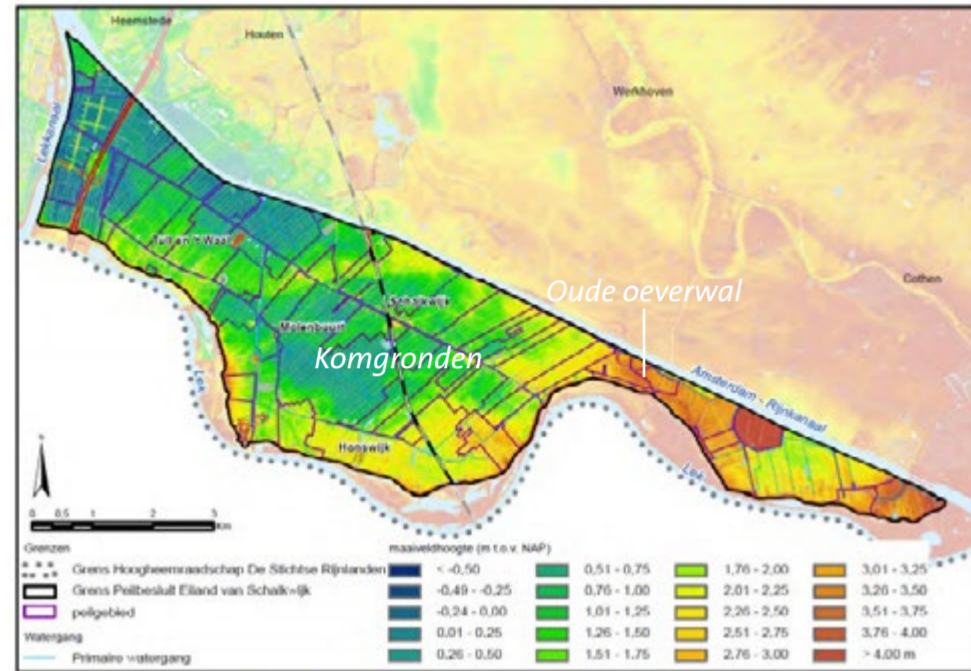 Heemstede
Houten
Werkhoven
Lekkanaal
Cothen
Tull en 't Waal
Schalkwijk
Oude oeverwal
Molenbuurt
Komgronden
Amsterdam - Rijnkanaal
Lek
Honswijk
Lek
0 0.5 1 2 3
Km
Grenzen
Grens Hoogheemraadschap De Stichtse Rijnlanden
Grens Peilbesluit Eiland van Schalkwijk
peilgebied
Watergang
Primaire watergang
maaiveldhoogte (m t.o.v. NAP)
< -0,50
-0,49 - -0,25
-0,24 - 0,00
0,01 - 0,25
0,26 - 0,50
0,51 - 0,75
0,76 - 1,00
1,01 - 1,25
1,26 - 1,50
1,51 - 1,75
1,76 - 2,00
2,01 - 2,25
2,26 - 2,50
2,51 - 2,75
2,76 - 3,00
3,01 - 3,25
3,26 - 3,50
3,51 - 3,75
3,76 - 4,00
> 4,00 m